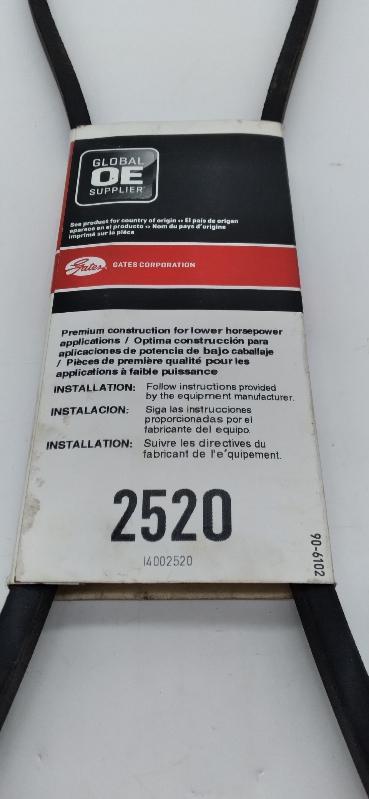 GLOBAL
OE
SUPPLIER
See product for country of origin •• El país de origen
aparece en el producto •• Nom du pays d'origine
imprimé sur la pièce
Gates
GATES CORPORATION
Premium construction for lower horsepower
applications / Optima construcción para
aplicaciones de potencia de bajo caballaje
/ Pièces de première qualité pour les
applications à faible puissance
INSTALLATION: Follow instructions provided
by the equipment manufacturer.
INSTALACION: Siga las instrucciones
proporcionadas por el
fabricante del equipo.
INSTALLATION: Suivre les directives du
fabricant de l'e´quipement.
2520
I4002520
90-6102